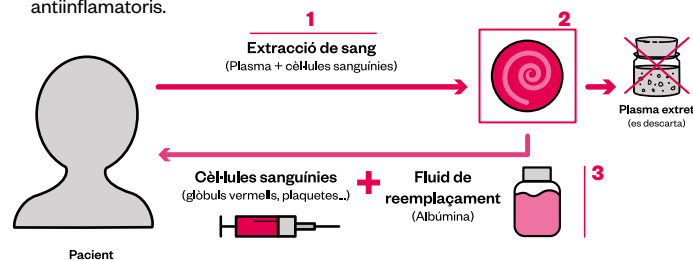 antiinflamatoris.
1
Extracció de sang
(Plasma + cèl·lules sanguínies)
2
Plasma extret
(es descarta)
Cèl·lules sanguínies
(glòbuls vermells, plaquetes...)
+
Fluid de
reemplaçament
(Albúmina)
3
Pacient